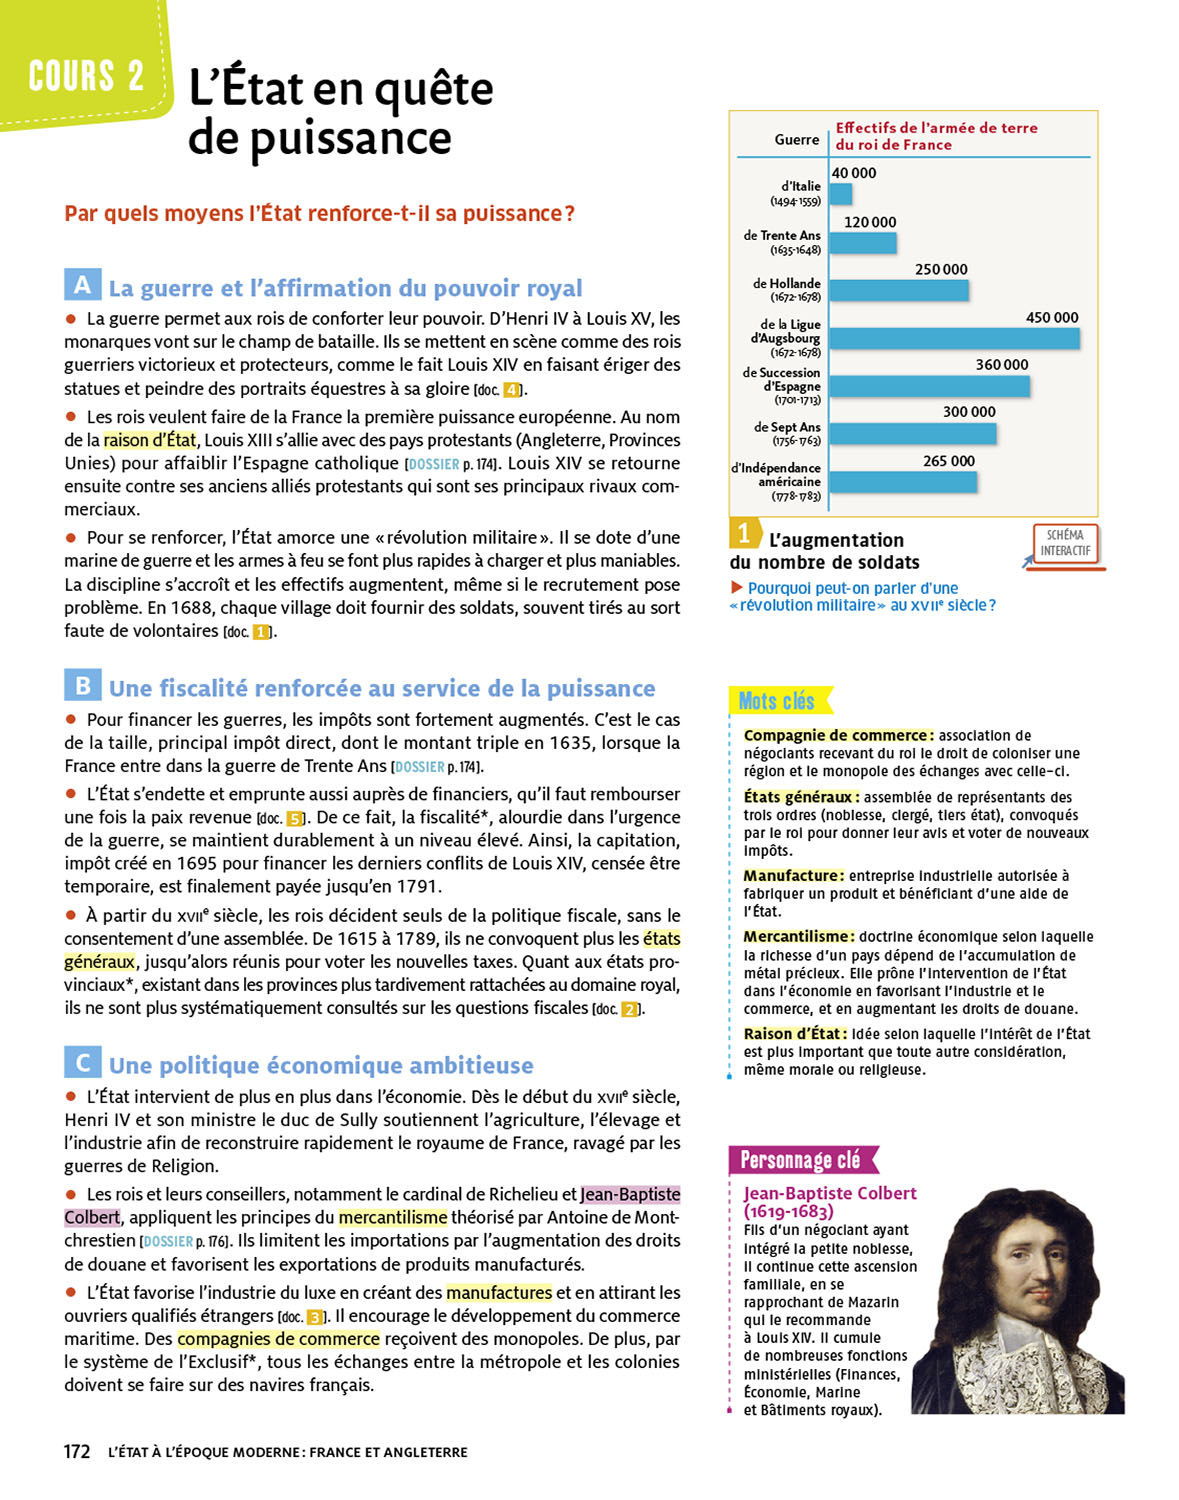 COURS 2
L'État en quête
de puissance
Par quels moyens l'État renforce-t-il sa puissance ?
A La guerre et l'affirmation du pouvoir royal
• La guerre permet aux rois de conforter leur pouvoir. D'Henri IV à Louis XV, les
monarques vont sur le champ de bataille. Ils se mettent en scène comme des rois
guerriers victorieux et protecteurs, comme le fait Louis XIV en faisant ériger des
statues et peindre des portraits équestres à sa gloire [doc. 4].
• Les rois veulent faire de la France la première puissance européenne. Au nom
de la raison d'État, Louis XIII s'allie avec des pays protestants (Angleterre, Provinces
Unies) pour affaiblir l'Espagne catholique [DOSSIER p. 174]. Louis XIV se retourne
ensuite contre ses anciens alliés protestants qui sont ses principaux rivaux com-
merciaux.
• Pour se renforcer, l'État amorce une « révolution militaire ». Il se dote d'une
marine de guerre et les armes à feu se font plus rapides à charger et plus maniables.
La discipline s'accroît et les effectifs augmentent, même si le recrutement pose
problème. En 1688, chaque village doit fournir des soldats, souvent tirés au sort
faute de volontaires [doc. 1].
B Une fiscalité renforcée au service de la puissance
• Pour financer les guerres, les impôts sont fortement augmentés. C'est le cas
de la taille, principal impôt direct, dont le montant triple en 1635, lorsque la
France entre dans la guerre de Trente Ans [DOSSIER p. 174].
• L'État s'endette et emprunte aussi auprès de financiers, qu'il faut rembourser
une fois la paix revenue [doc. 5]. De ce fait, la fiscalité*, alourdie dans l'urgence
de la guerre, se maintient durablement à un niveau élevé. Ainsi, la capitation,
impôt créé en 1695 pour financer les derniers conflits de Louis XIV, censée être
temporaire, est finalement payée jusqu'en 1791.
• À partir du XVIIe siècle, les rois décident seuls de la politique fiscale, sans le
consentement d'une assemblée. De 1615 à 1789, ils ne convoquent plus les états
généraux, jusqu'alors réunis pour voter les nouvelles taxes. Quant aux états pro-
vinciaux*, existant dans les provinces plus tardivement rattachées au domaine royal,
ils ne sont plus systématiquement consultés sur les questions fiscales [doc. 2].
C Une politique économique ambitieuse
• L'État intervient de plus en plus dans l'économie. Dès le début du XVIIe siècle,
Henri IV et son ministre le duc de Sully soutiennent l'agriculture, l'élevage et
l'industrie afin de reconstruire rapidement le royaume de France, ravagé par les
guerres de Religion.
• Les rois et leurs conseillers, notamment le cardinal de Richelieu et Jean-Baptiste
Colbert, appliquent les principes du mercantilisme théorisé par Antoine de Mont-
chrestien [DOSSIER p. 176]. Ils limitent les importations par l'augmentation des droits
de douane et favorisent les exportations de produits manufacturés.
• L'État favorise l'industrie du luxe en créant des manufactures et en attirant les
ouvriers qualifiés étrangers [doc. 3]. Il encourage le développement du commerce
maritime. Des compagnies de commerce reçoivent des monopoles. De plus, par
le système de l'Exclusif*, tous les échanges entre la métropole et les colonies
doivent se faire sur des navires français.
Guerre
Effectifs de l'armée de terre
du roi de France
d'Italie
(1494-1559)
40 000
de Trente Ans
(1635-1648)
120 000
de Hollande
(1672-1678)
250 000
de la Ligue
d'Augsbourg
(1672-1678)
450 000
de Succession
d'Espagne
(1701-1713)
360 000
de Sept Ans
(1756-1763)
300 000
d'Indépendance
américaine
(1778-1783)
265 000
1 L'augmentation
du nombre de soldats
SCHÉMA
INTERACTIF
▶ Pourquoi peut-on parler d'une
« révolution militaire » au XVIIe siècle ?
Mots clés
Compagnie de commerce : association de
négociants recevant du roi le droit de coloniser une
région et le monopole des échanges avec celle-ci.
États généraux : assemblée de représentants des
trois ordres (noblesse, clergé, tiers état), convoqués
par le roi pour donner leur avis et voter de nouveaux
impôts.
Manufacture : entreprise industrielle autorisée à
fabriquer un produit et bénéficiant d'une aide de
l'État.
Mercantilisme : doctrine économique selon laquelle
la richesse d'un pays dépend de l'accumulation de
métal précieux. Elle prône l'intervention de l'État
dans l'économie en favorisant l'industrie et le
commerce, et en augmentant les droits de douane.
Raison d'État : idée selon laquelle l'intérêt de l'État
est plus important que toute autre considération,
même morale ou religieuse.
Personnage clé
Jean-Baptiste Colbert
(1619-1683)
Fils d'un négociant ayant
intégré la petite noblesse,
il continue cette ascension
familiale, en se
rapprochant de Mazarin
qui le recommande
à Louis XIV. Il cumule
de nombreuses fonctions
ministérielles (Finances,
Économie, Marine
et Bâtiments royaux).
172 L'ÉTAT À L'ÉPOQUE MODERNE : FRANCE ET ANGLETERRE